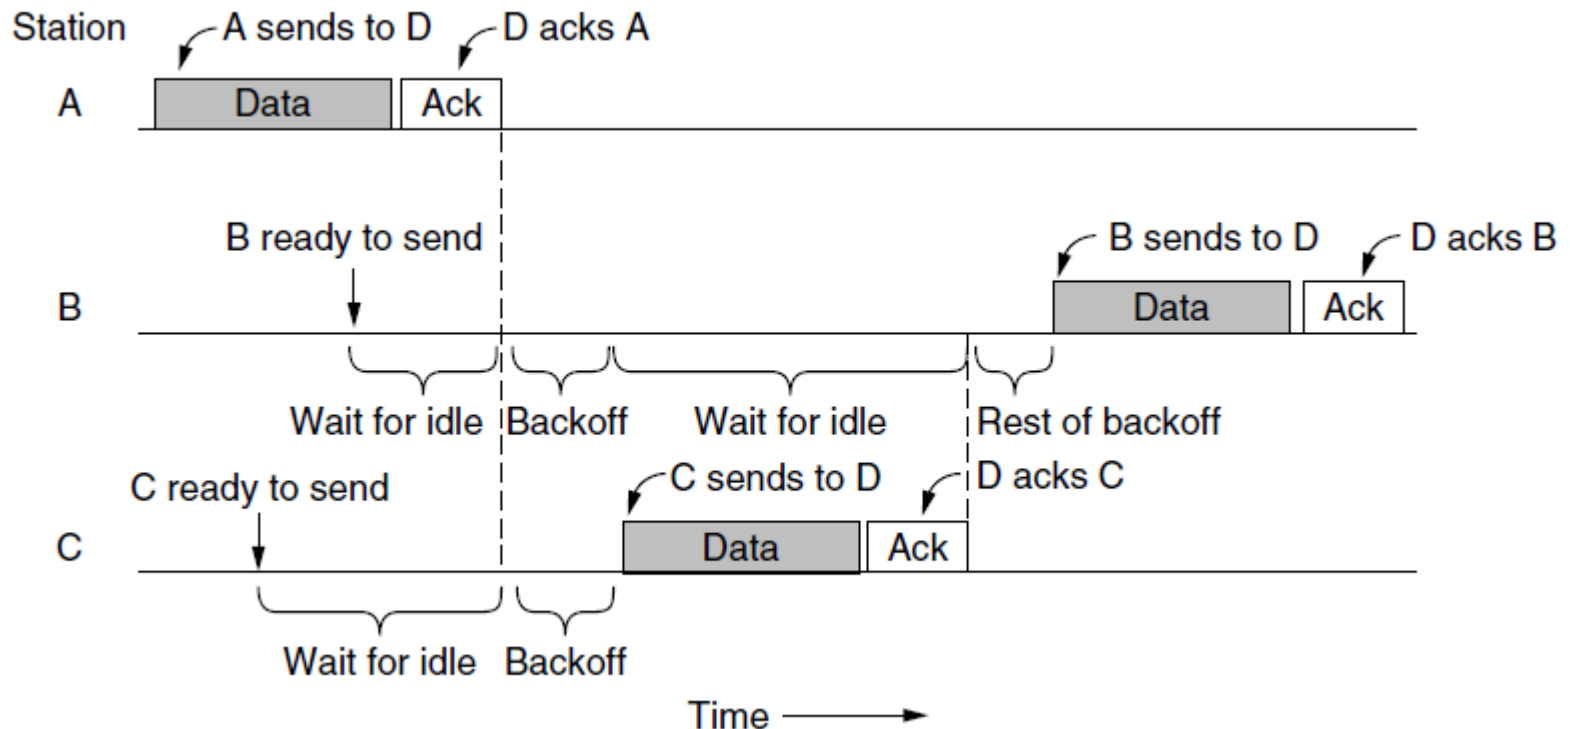 Station
A sends to D
D acks A
A
Data
Ack
B ready to send
B sends to D
D acks B
B
Data
Ack
Wait for idle
Backoff
Wait for idle
Rest of backoff
C ready to send
C sends to D
D acks C
C
Data
Ack
Wait for idle
Backoff
Time